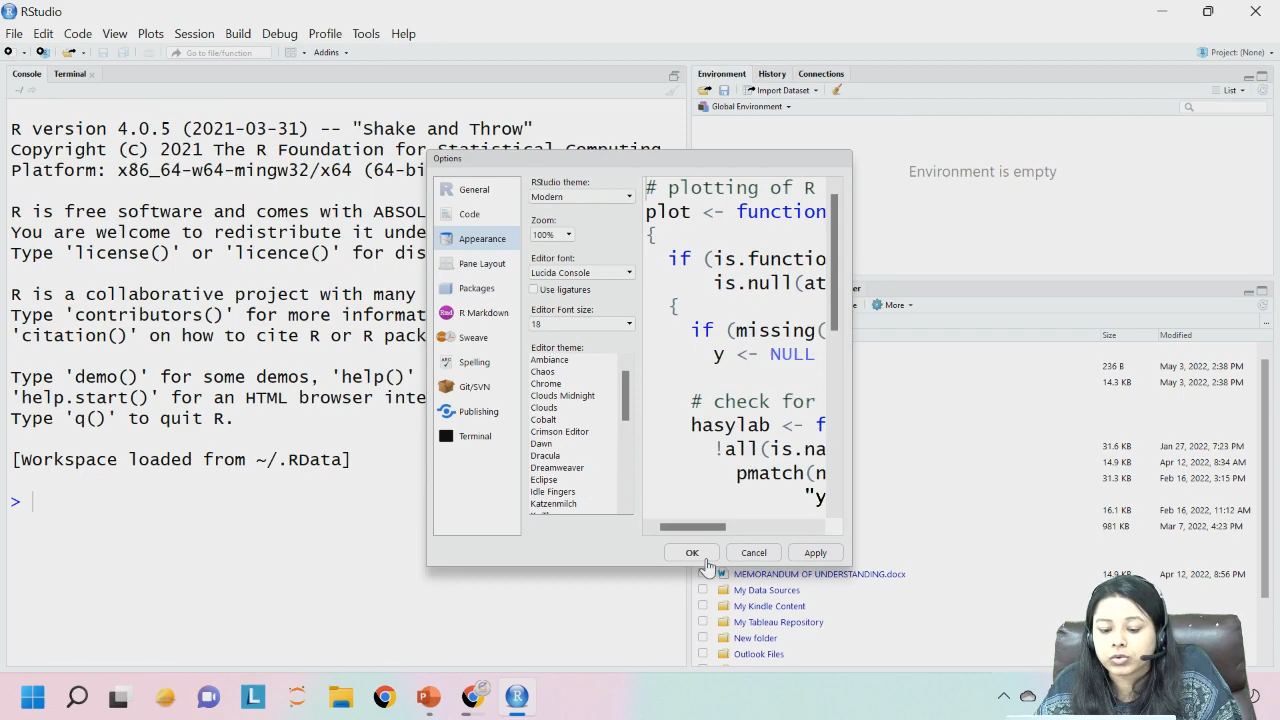 RStudio
File Edit Code View Plots Session Build Debug Profile Tools Help
Go to file/function
Addins
Project: (None)
Console Terminal
~/
R version 4.0.5 (2021-03-31) -- "Shake and Throw"
Copyright (c) 2021 The R Foundation for Statistical Computing
Platform: x86_64-w64-mingw32/x64 (64-bi
R is free software and comes with ABSOL
You are welcome to redistribute it unde
Type 'license()' or 'licence()' for dis
R is a collaborative project with many
Type 'contributors()' for more informat
'citation()' on how to cite R or R pack
Type 'demo()' for some demos, 'help()'
'help.start()' for an HTML browser inte
Type 'q()' to quit R.
[Workspace loaded from ~/.RData]
>
Options
General
Code
Appearance
Pane Layout
Packages
R Markdown
Sweave
Spelling
Git/SVN
Publishing
Terminal
RStudio theme:
Modern
Zoom:
100%
Editor font:
Lucida Console
Use ligatures
Editor Font size:
18
Editor theme:
Ambiance
Chaos
Chrome
Clouds Midnight
Clouds
Cobalt
Crimson Editor
Dawn
Dracula
Dreamweaver
Eclipse
Idle Fingers
Katzenmilch
# plotting of R
plot <- function
{
if (is.functio
is.null(at
{
if (missing(
y <- NULL
# check for
hasylab <- f
!all(is.na
pmatch(n
"y
OK Cancel Apply
Environment History Connections
Import Dataset
List
Global Environment
Environment is empty
More
Size Modified
236 B May 3, 2022, 2:38 PM
14.3 KB May 3, 2022, 2:38 PM
31.6 KB Jan 27, 2022, 7:23 PM
14.9 KB Apr 12, 2022, 8:34 AM
31.3 KB Feb 16, 2022, 3:15 PM
16.1 KB Feb 16, 2022, 11:12 AM
981 KB Mar 7, 2022, 4:23 PM
MEMORANDUM OF UNDERSTANDING.docx 14.9 KB Apr 12, 2022, 8:56 PM
My Data Sources
My Kindle Content
My Tableau Repository
New folder
Outlook Files